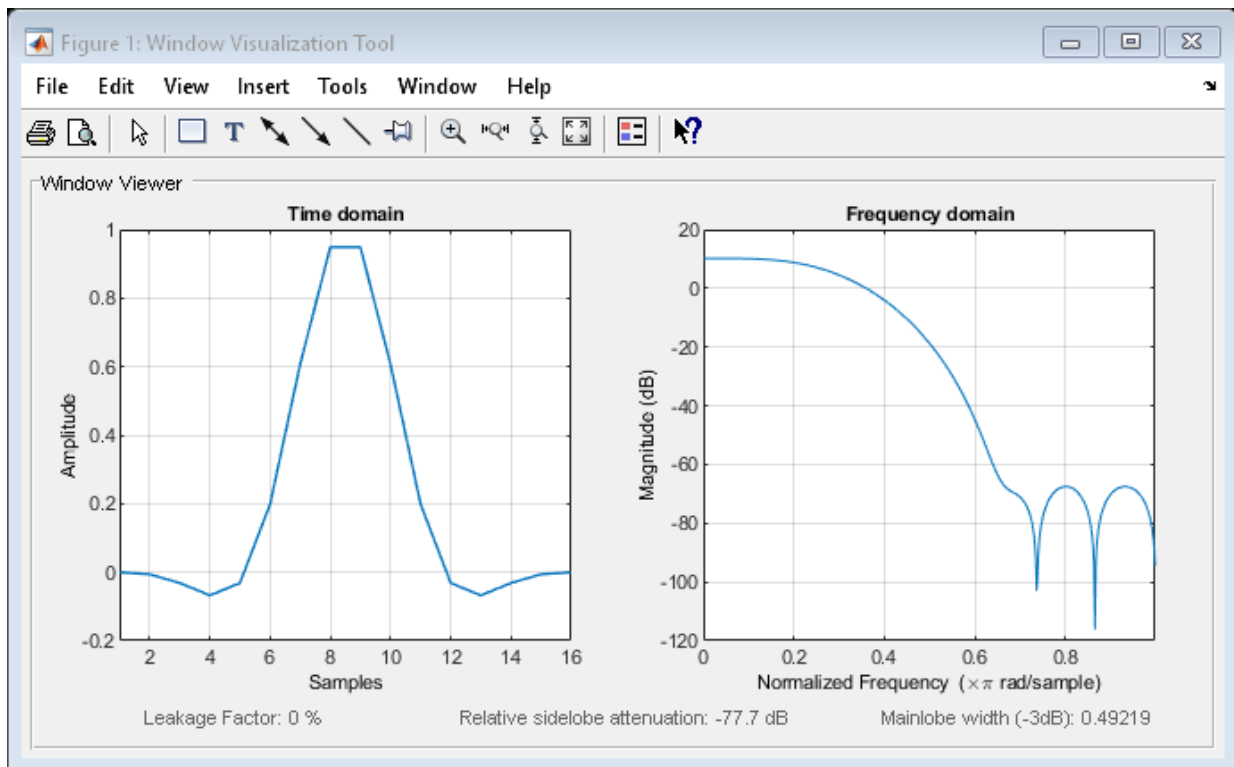 Figure 1: Window Visualization Tool
File Edit View Insert Tools Window Help
T
Window Viewer
Time domain
1
0.8
0.6
0.4
0.2
0
-0.2
Amplitude
2 4 6 8 10 12 14 16
Samples
Frequency domain
20
0
-20
-40
-60
-80
-100
-120
Magnitude (dB)
0 0.2 0.4 0.6 0.8
Normalized Frequency (×π rad/sample)
Leakage Factor: 0 % Relative sidelobe attenuation: -77.7 dB Mainlobe width (-3dB): 0.49219